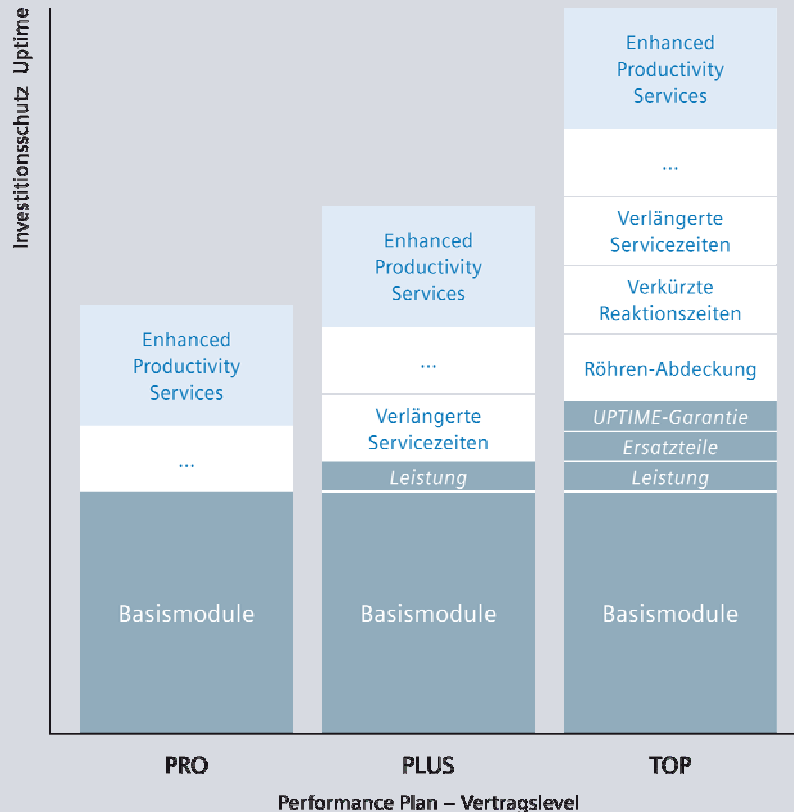 Investitionsschutz Uptime
Enhanced
Productivity
Services
...
Basismodule
Enhanced
Productivity
Services
...
Verlängerte
Servicezeiten
Leistung
Basismodule
Enhanced
Productivity
Services
...
Verlängerte
Servicezeiten
Verkürzte
Reaktionszeiten
Röhren-Abdeckung
UPTIME-Garantie
Ersatzteile
Leistung
Basismodule
PRO
PLUS
TOP
Performance Plan – Vertragslevel